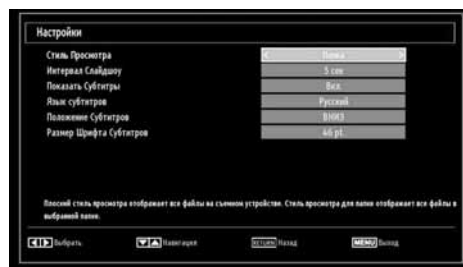 Настройки
Стиль Просмотра Папка
Интервал Слайдшоу 5 сек
Показать Субтитры Вкл.
Язык субтитров Русский
Положение Субтитров ВНИЗ
Размер Шрифта Субтитров 46 pt.
Плоский стиль просмотра отображает все файлы на съемном устройстве. Стиль просмотра для папки отображает все файлы в
выбранной папке.
Выбрать Навигация RETURN Назад MENU Выход